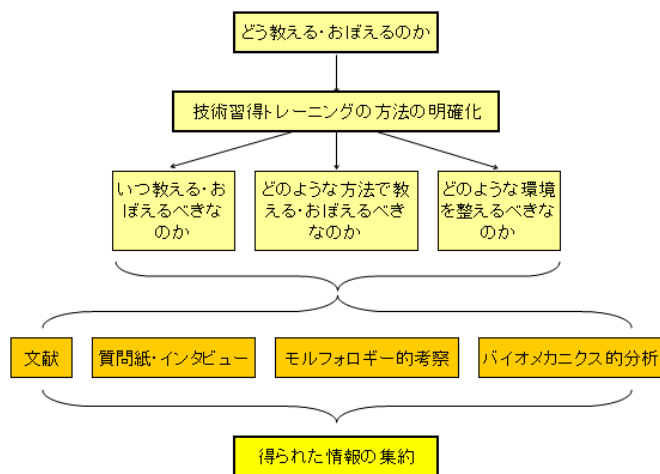 どう教える・おぼえるのか
技術習得トレーニングの方法の明確化
いつ教える・お
ぼえるべきな
のか
どのような方法で教
える・おぼえるべき
なのか
どのような環境
を整えるべきな
のか
文献
質問紙・インタビュー
モルフォロギー的考察
バイオメカニクス的分析
得られた情報の集約